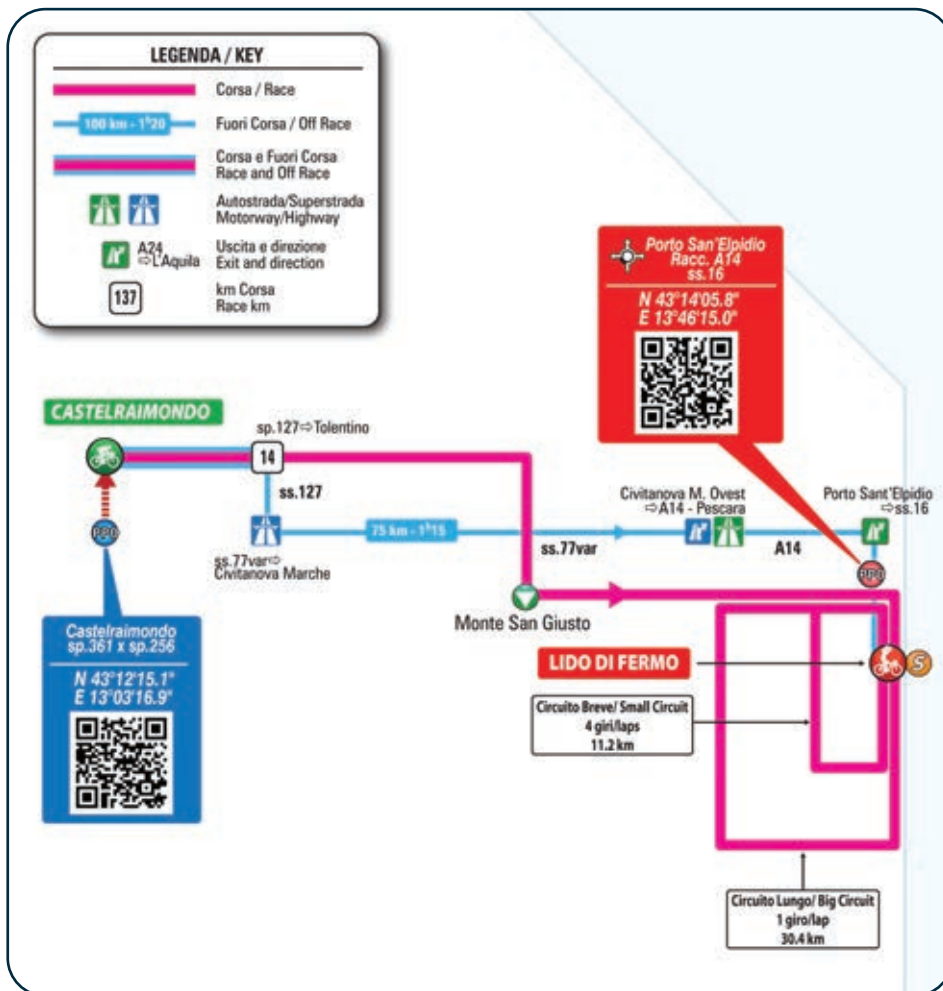 LEGENDA / KEY
Corsa / Race
100 km - 1ʰ20
Fuori Corsa / Off Race
Corsa e Fuori Corsa
Race and Off Race
Autostrada/Superstrada
Motorway/Highway
A24
⇨L'Aquila
Uscita e direzione
Exit and direction
137
km Corsa
Race km
Porto San'Elpidio
Racc. A14
ss.16
N 43°14'05.8"
E 13°46'15.0"
CASTELRAIMONDO
sp.127⇨Tolentino
14
ss.127
PPO
ss.77var⇨
Civitanova Marche
75 km - 1ʰ15
ss.77var
Civitanova M. Ovest
⇨A14 - Pescara
A14
Porto Sant'Elpidio
⇨ss.16
PPO
Monte San Giusto
Castelraimondo
sp.361 x sp.256
N 43°12'15.1"
E 13°03'16.9"
LIDO DI FERMO
S
Circuito Breve/ Small Circuit
4 giri/laps
11.2 km
Circuito Lungo/ Big Circuit
1 giro/lap
30.4 km